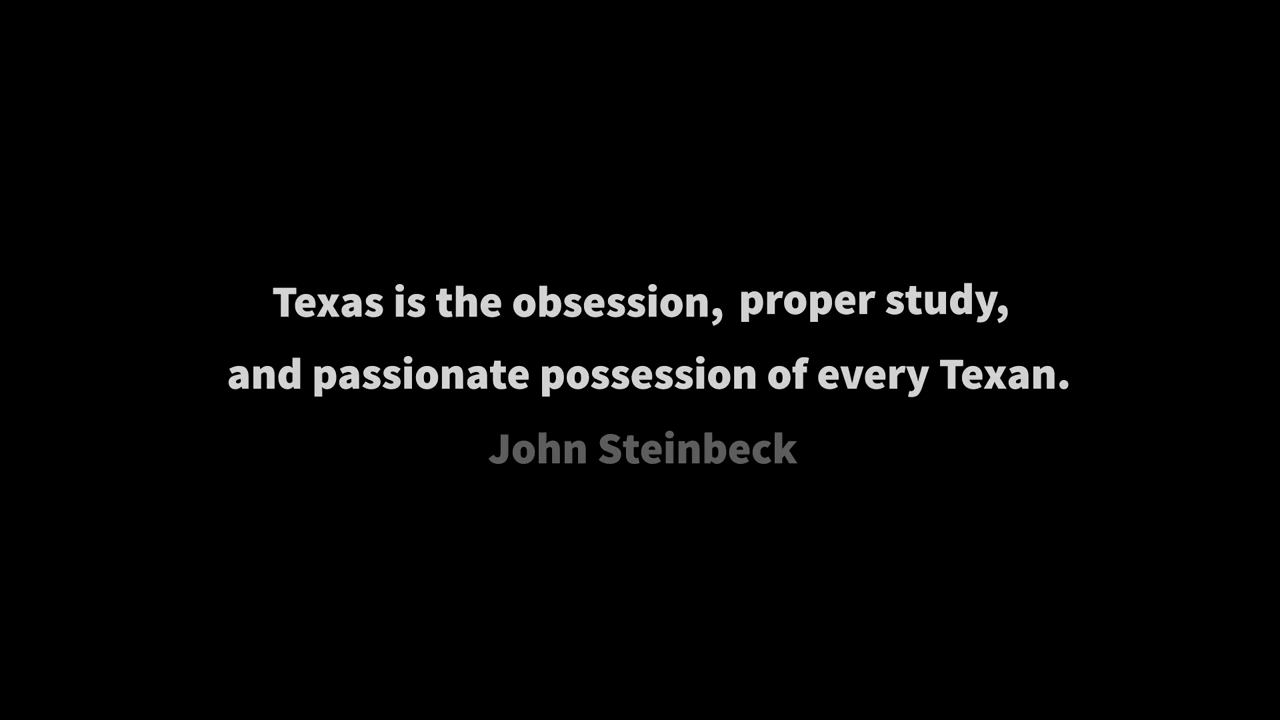 Texas is the obsession, proper study,
and passionate possession of every Texan.
John Steinbeck